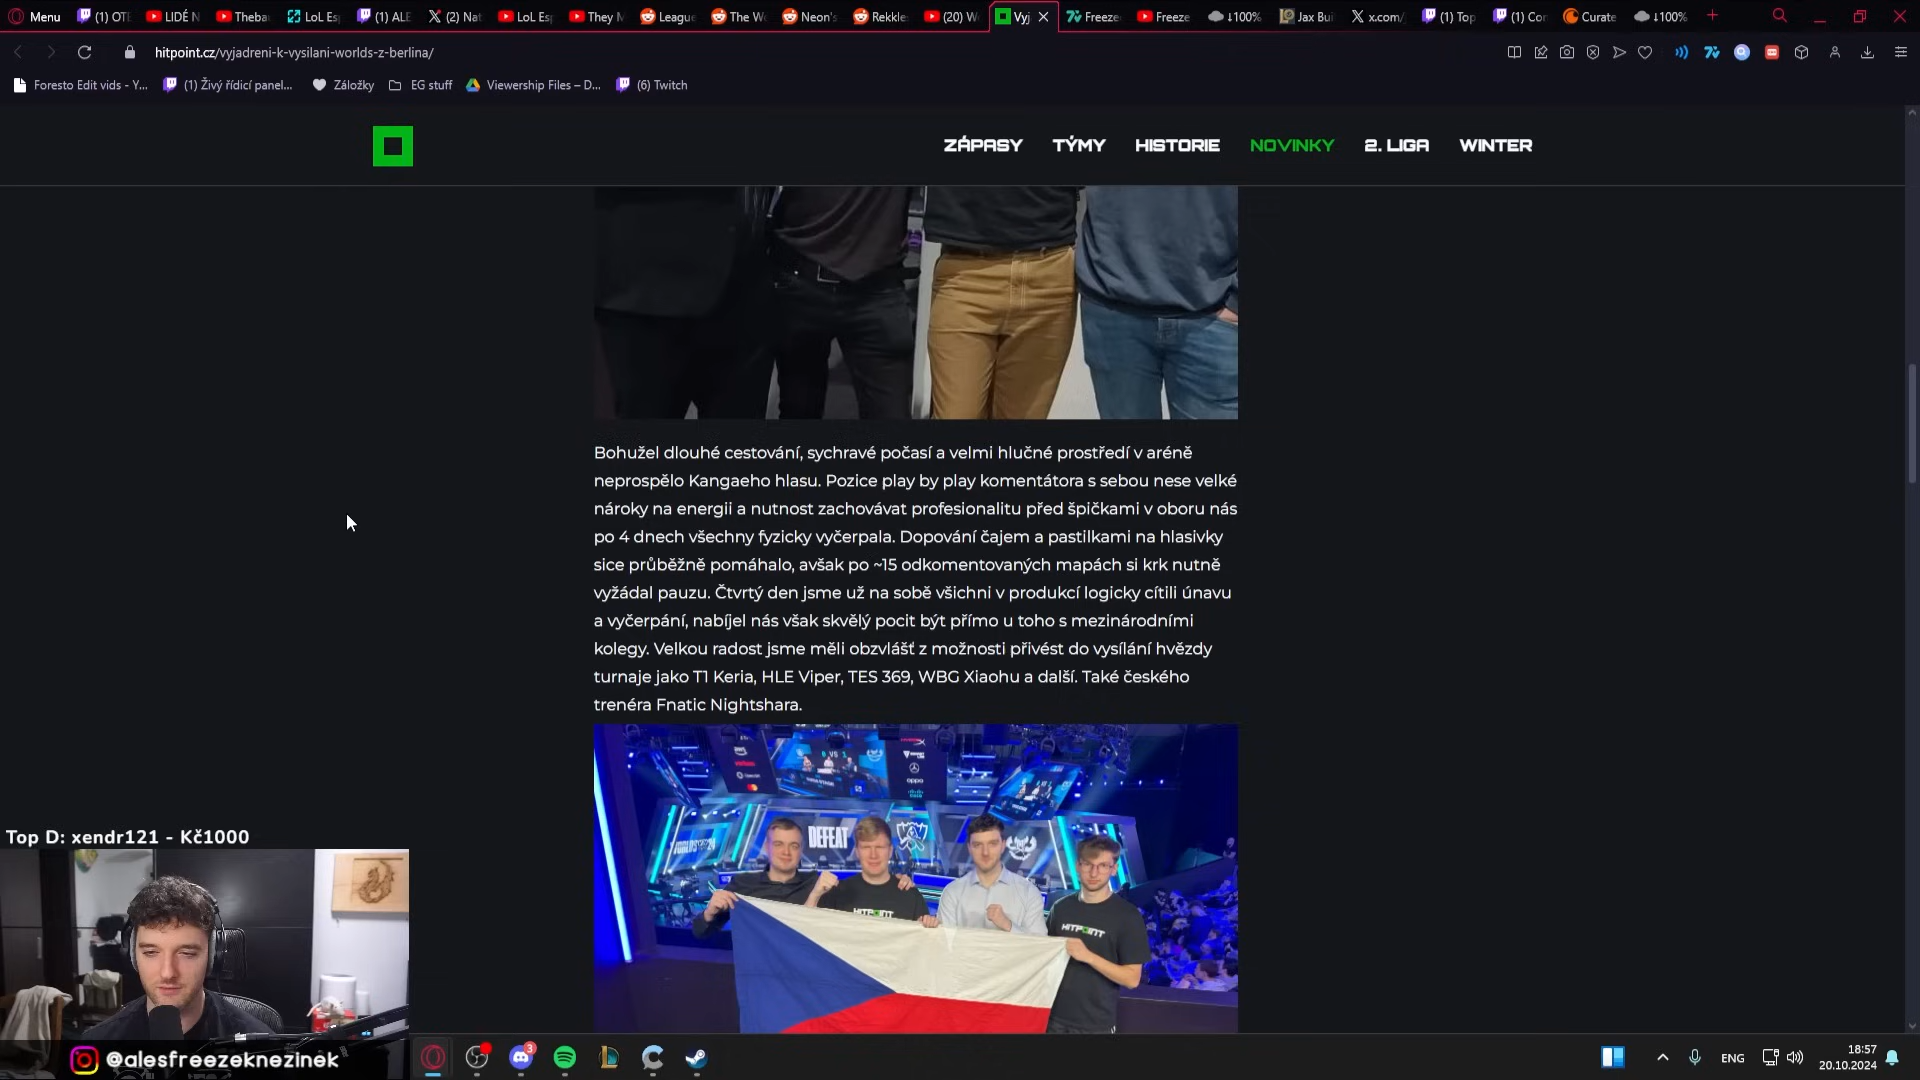 Menu
(1) OTE
LIDÉ N
Theba
LoL Es
(1) ALE
(2) Nat
LoL Es
They M
League
The W
Neon's
Rekkle
(20) W
Vyj
Freeze
Freeze
↓100%
Jax Bui
x.com/
(1) Top
(1) Cor
Curate
↓100%
hitpoint.cz/vyjadreni-k-vysilani-worlds-z-berlina/
Foresto Edit vids - Y...
(1) Živý řídicí panel...
Záložky
EG stuff
Viewership Files – D...
(6) Twitch
ZÁPASY
TÝMY
HISTORIE
NOVINKY
2. LIGA
WINTER
Bohužel dlouhé cestování, sychravé počasí a velmi hlučné prostředí v aréně
neprospělo Kangaeho hlasu. Pozice play by play komentátora s sebou nese velké
nároky na energii a nutnost zachovávat profesionalitu před špičkami v oboru nás
po 4 dnech všechny fyzicky vyčerpala. Dopování čajem a pastilkami na hlasivky
sice průběžně pomáhalo, avšak po ~15 odkomentovaných mapách si krk nutně
vyžádal pauzu. Čtvrtý den jsme už na sobě všichni v produkcí logicky cítili únavu
a vyčerpání, nabíjel nás však skvělý pocit být přímo u toho s mezinárodními
kolegy. Velkou radost jsme měli obzvlášť z možnosti přivést do vysílání hvězdy
turnaje jako T1 Keria, HLE Viper, TES 369, WBG Xiaohu a další. Také českého
trenéra Fnatic Nightshara.
DEFEAT
HITPOINT
HITPOINT
Top D: xendr121 - Kč1000
@alesfreezeknezinek
3
ENG
18:57
20.10.2024